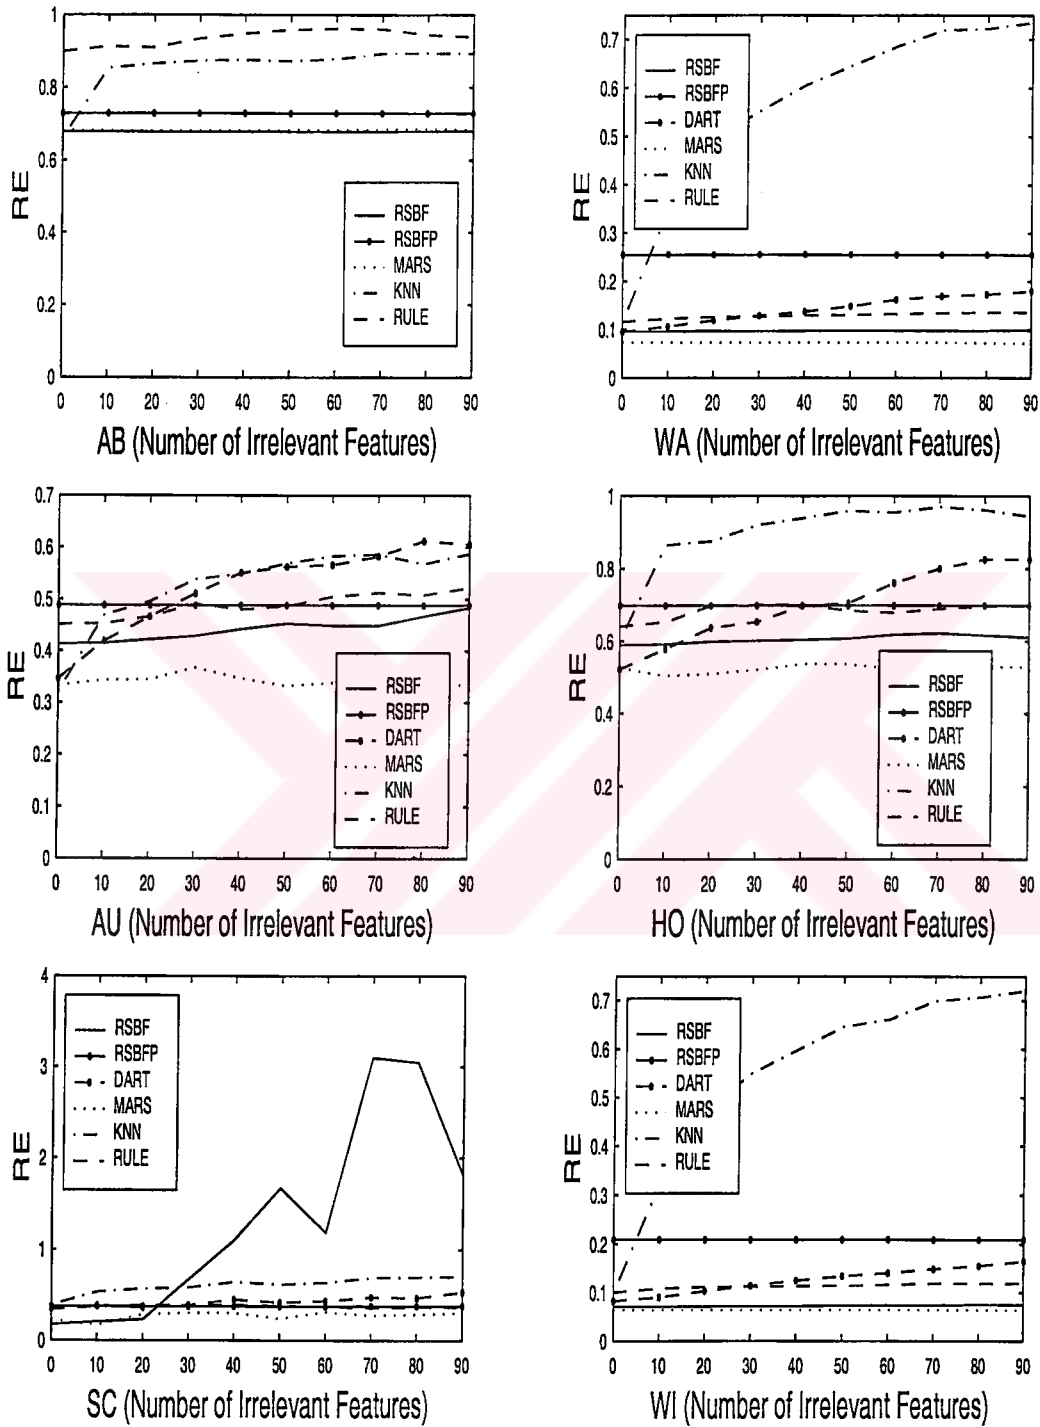 1
0.8
0.6
0.4
0.2
0
RE
RSBF
RSBFP
MARS
KNN
RULE
0 10 20 30 40 50 60 70 80 90
AB (Number of Irrelevant Features)
0.7
0.6
0.5
0.4
0.3
0.2
0.1
0
RE
RSBF
RSBFP
DART
MARS
KNN
RULE
0 10 20 30 40 50 60 70 80 90
WA (Number of Irrelevant Features)
0.7
0.6
0.5
0.4
0.3
0.2
0.1
0
RE
RSBF
RSBFP
DART
MARS
KNN
RULE
0 10 20 30 40 50 60 70 80 90
AU (Number of Irrelevant Features)
1
0.8
0.6
0.4
0.2
0
RE
RSBF
RSBFP
DART
MARS
KNN
RULE
0 10 20 30 40 50 60 70 80 90
HO (Number of Irrelevant Features)
4
3
2
1
0
RE
RSBF
RSBFP
DART
MARS
KNN
RULE
0 10 20 30 40 50 60 70 80 90
SC (Number of Irrelevant Features)
0.7
0.6
0.5
0.4
0.3
0.2
0.1
0
RE
RSBF
RSBFP
DART
MARS
KNN
RULE
0 10 20 30 40 50 60 70 80 90
WI (Number of Irrelevant Features)